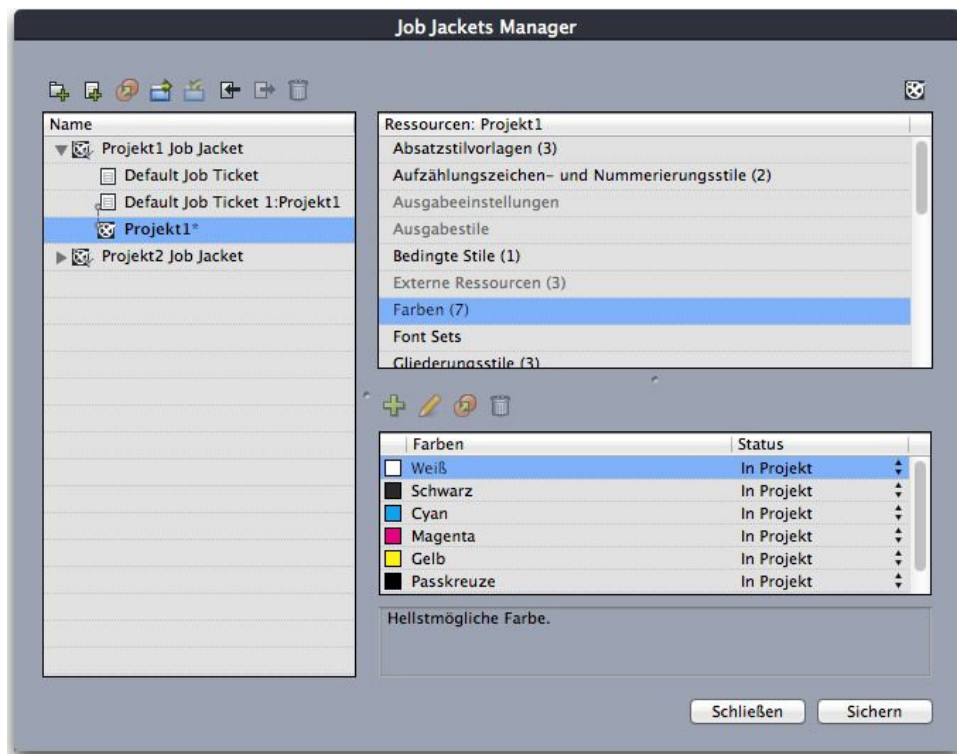 Job Jackets Manager
Name
Projekt1 Job Jacket
Default Job Ticket
Default Job Ticket 1:Projekt1
Projekt1*
Projekt2 Job Jacket
Ressourcen: Projekt1
Absatzstilvorlagen (3)
Aufzählungszeichen- und Nummerierungsstile (2)
Ausgabeeinstellungen
Ausgabestile
Bedingte Stile (1)
Externe Ressourcen (3)
Farben (7)
Font Sets
Gliederungsstile (3)
Farben Status
Weiß In Projekt
Schwarz In Projekt
Cyan In Projekt
Magenta In Projekt
Gelb In Projekt
Passkreuze In Projekt
Hellstmögliche Farbe.
Schließen Sichern